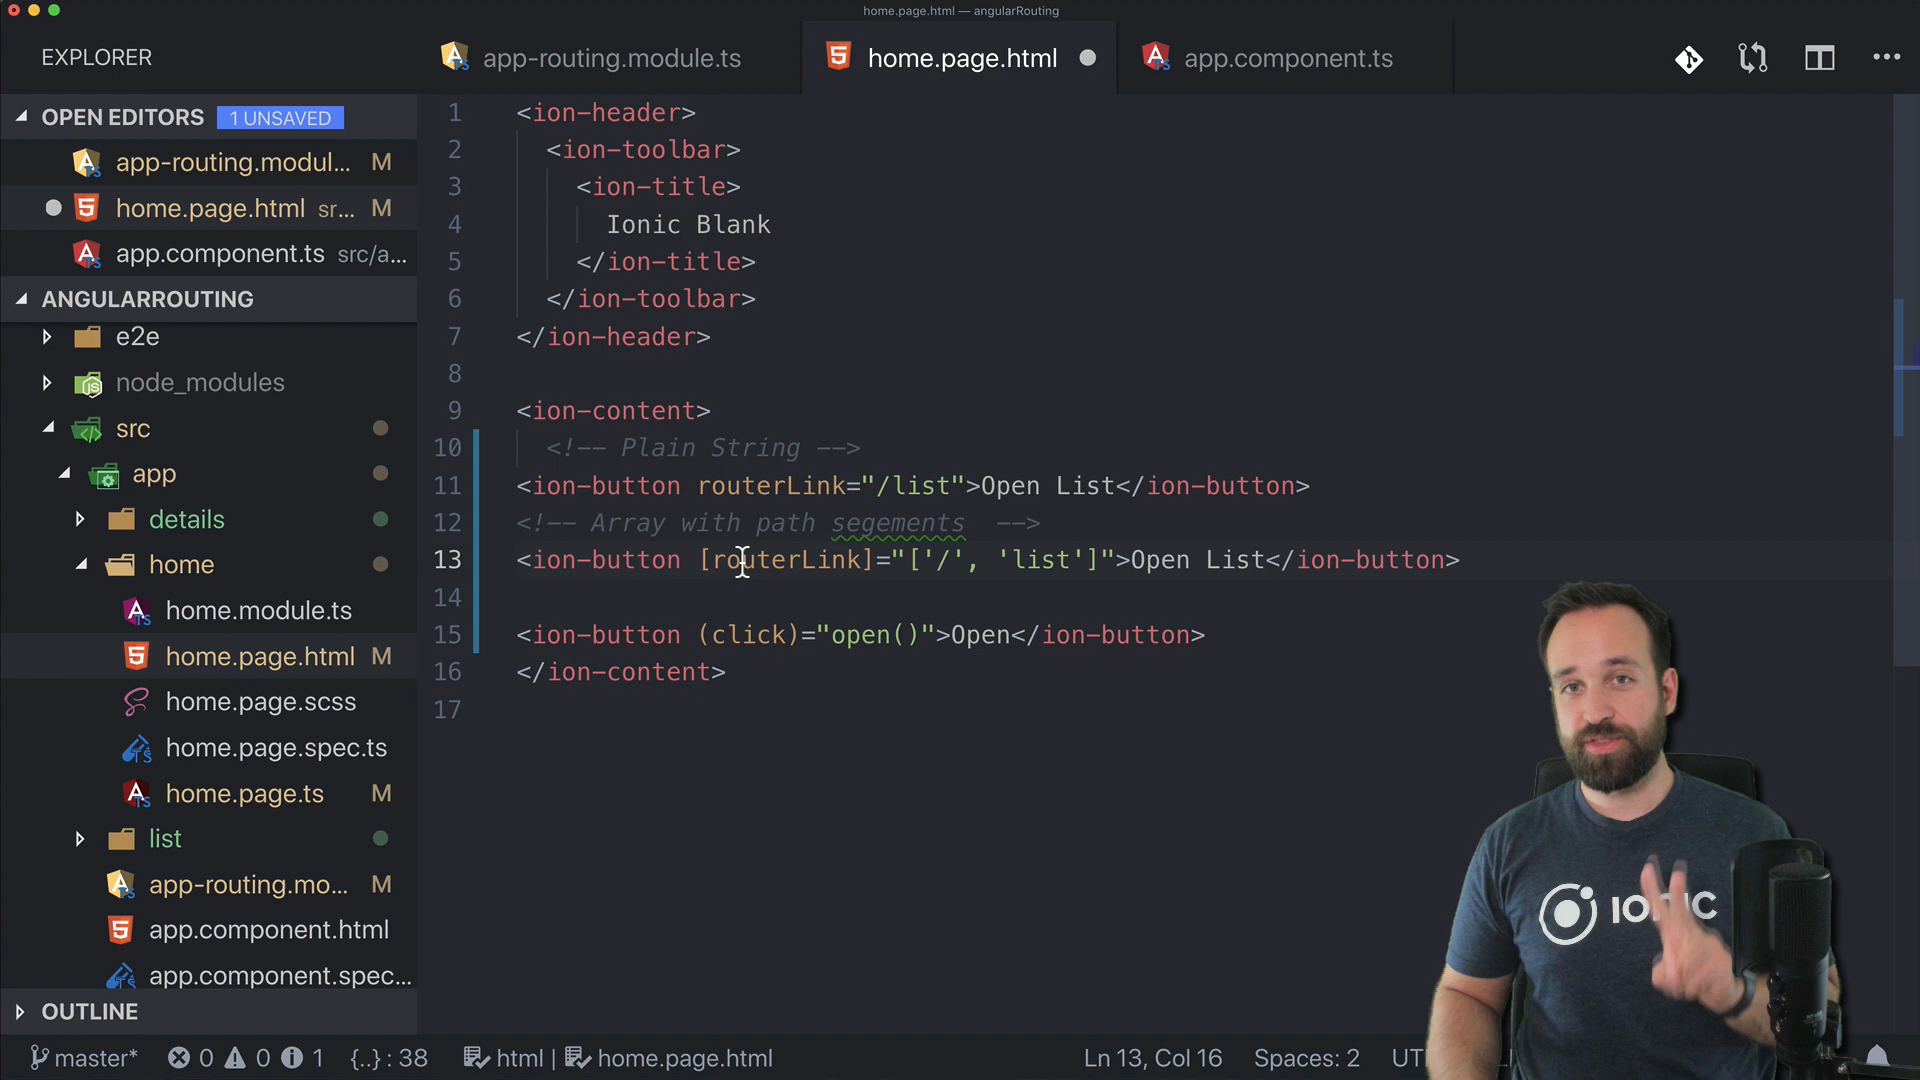 home.page.html — angularRouting
EXPLORER
app-routing.module.ts
home.page.html
app.component.ts
OPEN EDITORS 1 UNSAVED
app-routing.modul... M
home.page.html sr... M
app.component.ts src/a...
ANGULARROUTING
e2e
node_modules
src
app
details
home
home.module.ts
home.page.html M
home.page.scss
home.page.spec.ts
home.page.ts M
list
app-routing.mo... M
app.component.html
app.component.spec...
OUTLINE
1 <ion-header>
2 <ion-toolbar>
3 <ion-title>
4 Ionic Blank
5 </ion-title>
6 </ion-toolbar>
7 </ion-header>
8
9 <ion-content>
10 <!-- Plain String -->
11 <ion-button routerLink="/list">Open List</ion-button>
12 <!-- Array with path segements -->
13 <ion-button [routerLink]="['/', 'list']">Open List</ion-button>
14
15 <ion-button (click)="open()">Open</ion-button>
16 </ion-content>
17
master* 0 0 1 {..} : 38 html | home.page.html Ln 13, Col 16 Spaces: 2